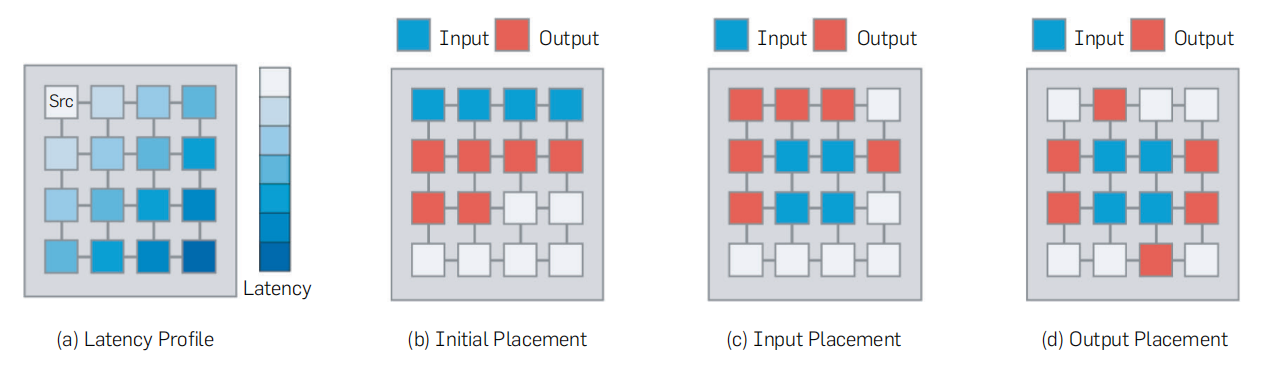 Input Output
Input Output
Input Output
Src
Latency
(a) Latency Profile
(b) Initial Placement
(c) Input Placement
(d) Output Placement